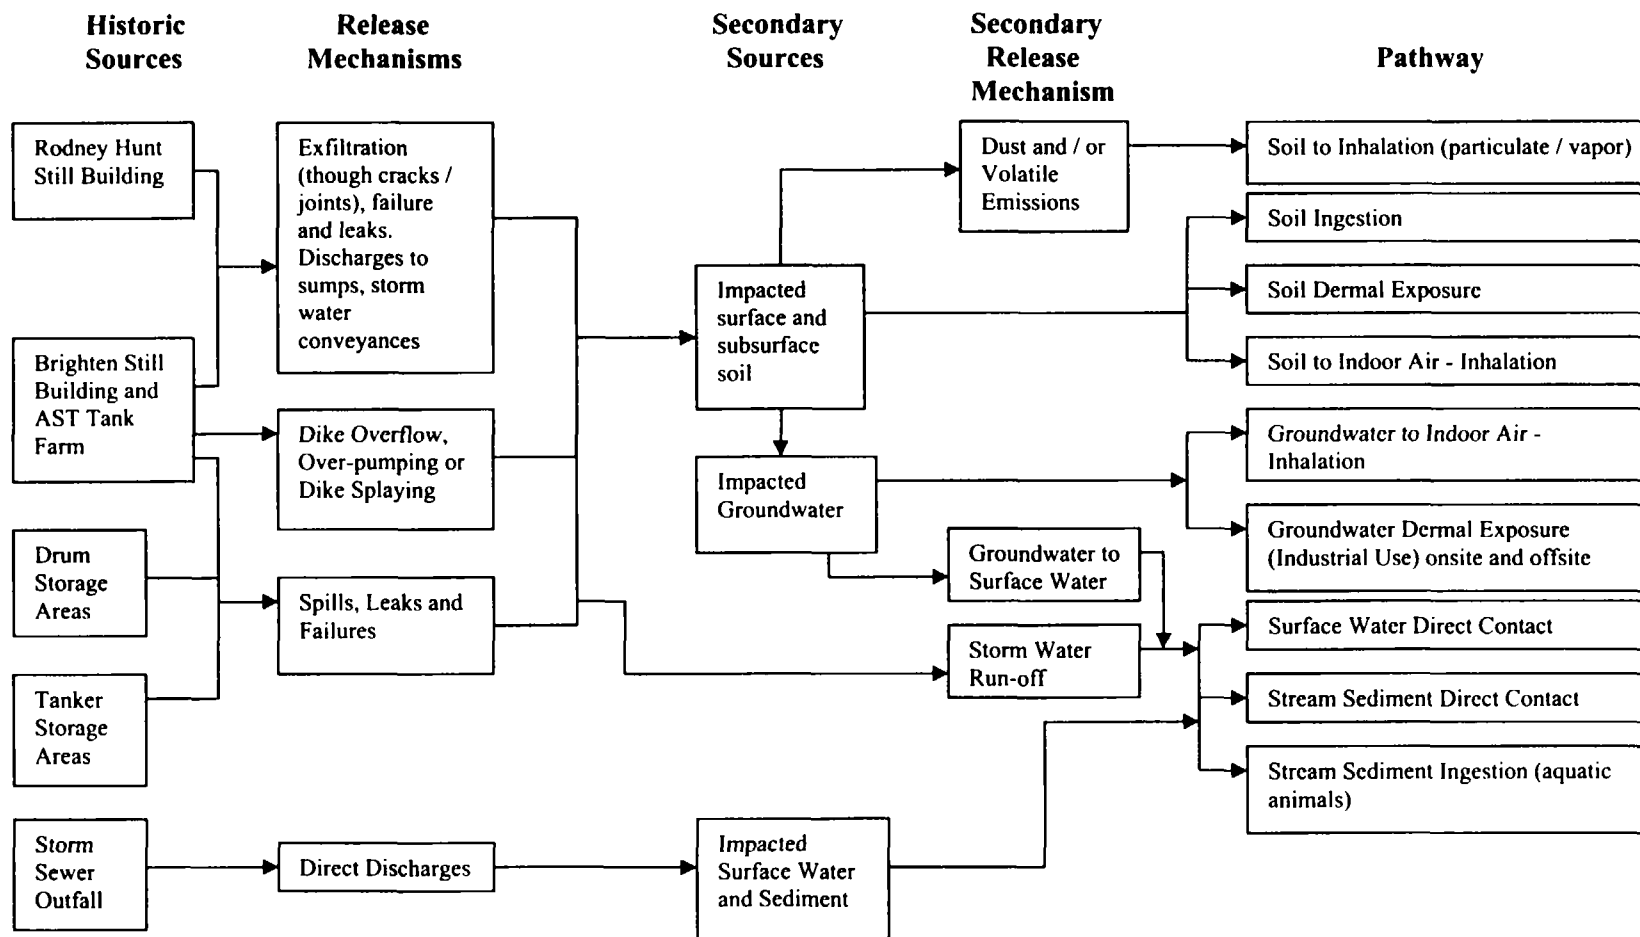 Historic
Sources
Release
Mechanisms
Secondary
Sources
Secondary
Release
Mechanism
Pathway
Rodney Hunt
Still Building
Brighten Still
Building and
AST Tank
Farm
Drum
Storage
Areas
Tanker
Storage
Areas
Storm
Sewer
Outfall
Exfiltration
(though cracks /
joints), failure
and leaks.
Discharges to
sumps, storm
water
conveyances
Dike Overflow,
Over-pumping or
Dike Splaying
Spills, Leaks and
Failures
Direct Discharges
Impacted
surface and
subsurface
soil
Impacted
Groundwater
Impacted
Surface Water
and Sediment
Dust and / or
Volatile
Emissions
Groundwater to
Surface Water
Storm Water
Run-off
Soil to Inhalation (particulate / vapor)
Soil Ingestion
Soil Dermal Exposure
Soil to Indoor Air - Inhalation
Groundwater to Indoor Air -
Inhalation
Groundwater Dermal Exposure
(Industrial Use) onsite and offsite
Surface Water Direct Contact
Stream Sediment Direct Contact
Stream Sediment Ingestion (aquatic
animals)